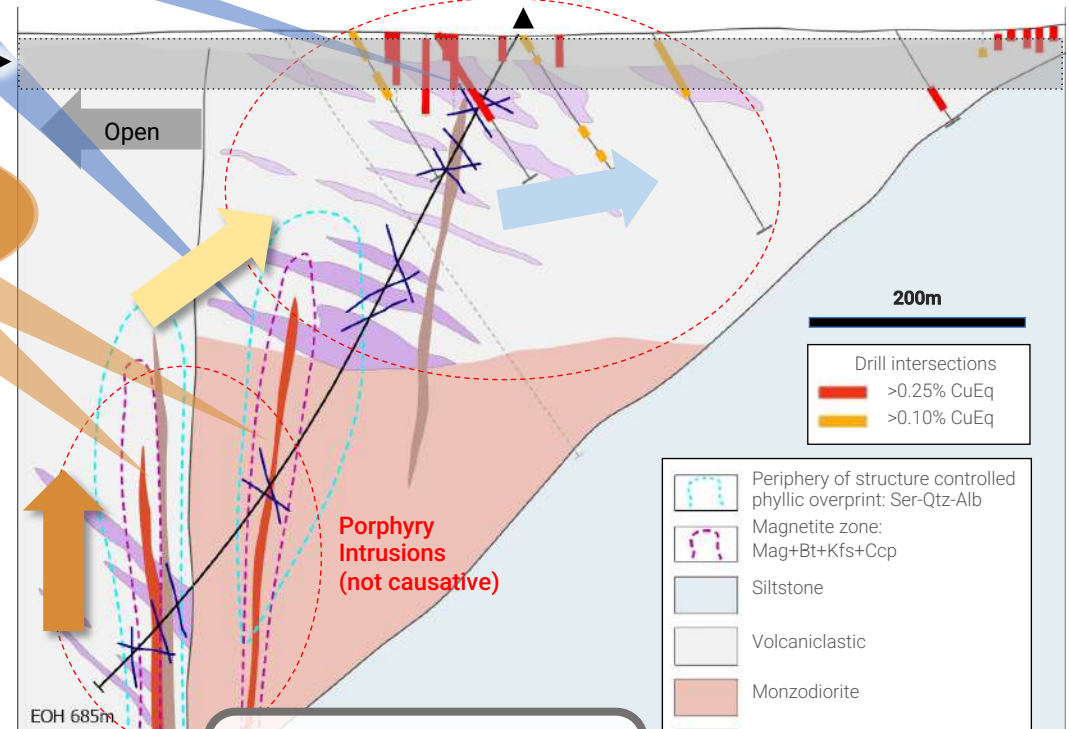 Open
200m
Drill intersections
>0.25% CuEq
>0.10% CuEq
Periphery of structure controlled
phyllic overprint: Ser-Qtz-Alb
Magnetite zone:
Mag+Bt+Kfs+Ccp
Siltstone
Volcaniclastic
Monzodiorite
Porphyry
Intrusions
(not causative)
EOH 685m